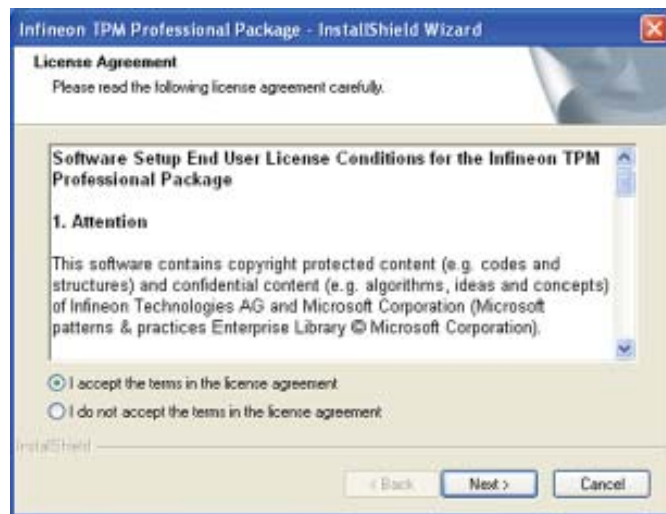 Infineon TPM Professional Package - InstallShield Wizard
License Agreement
Please read the following license agreement carefully.
Software Setup End User License Conditions for the Infineon TPM
Professional Package
1. Attention
This software contains copyright protected content (e.g. codes and
structures) and confidential content (e.g. algorithms, ideas and concepts)
of Infineon Technologies AG and Microsoft Corporation (Microsoft
patterns & practices Enterprise Library © Microsoft Corporation).
I accept the terms in the license agreement
I do not accept the terms in the license agreement
InstallShield
< Back
Next >
Cancel